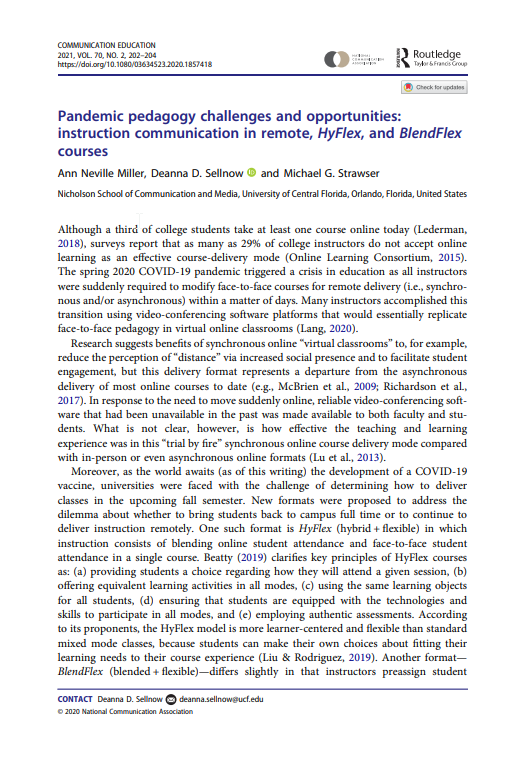 COMMUNICATION EDUCATION
2021, VOL. 70, NO. 2, 202–204
https://doi.org/10.1080/03634523.2020.1857418
NATIONAL
COMMUNICATION
ASSOCIATION
ROUTLEDGE
Routledge
Taylor & Francis Group
Check for updates
Pandemic pedagogy challenges and opportunities:
instruction communication in remote, HyFlex, and BlendFlex
courses
Ann Neville Miller, Deanna D. Sellnow iD and Michael G. Strawser
Nicholson School of Communication and Media, University of Central Florida, Orlando, Florida, United States
Although a third of college students take at least one course online today (Lederman,
2018), surveys report that as many as 29% of college instructors do not accept online
learning as an effective course-delivery mode (Online Learning Consortium, 2015).
The spring 2020 COVID-19 pandemic triggered a crisis in education as all instructors
were suddenly required to modify face-to-face courses for remote delivery (i.e., synchro-
nous and/or asynchronous) within a matter of days. Many instructors accomplished this
transition using video-conferencing software platforms that would essentially replicate
face-to-face pedagogy in virtual online classrooms (Lang, 2020).
Research suggests benefits of synchronous online “virtual classrooms” to, for example,
reduce the perception of “distance” via increased social presence and to facilitate student
engagement, but this delivery format represents a departure from the asynchronous
delivery of most online courses to date (e.g., McBrien et al., 2009; Richardson et al.,
2017). In response to the need to move suddenly online, reliable video-conferencing soft-
ware that had been unavailable in the past was made available to both faculty and stu-
dents. What is not clear, however, is how effective the teaching and learning
experience was in this “trial by fire” synchronous online course delivery mode compared
with in-person or even asynchronous online formats (Lu et al., 2013).
Moreover, as the world awaits (as of this writing) the development of a COVID-19
vaccine, universities were faced with the challenge of determining how to deliver
classes in the upcoming fall semester. New formats were proposed to address the
dilemma about whether to bring students back to campus full time or to continue to
deliver instruction remotely. One such format is HyFlex (hybrid + flexible) in which
instruction consists of blending online student attendance and face-to-face student
attendance in a single course. Beatty (2019) clarifies key principles of HyFlex courses
as: (a) providing students a choice regarding how they will attend a given session, (b)
offering equivalent learning activities in all modes, (c) using the same learning objects
for all students, (d) ensuring that students are equipped with the technologies and
skills to participate in all modes, and (e) employing authentic assessments. According
to its proponents, the HyFlex model is more learner-centered and flexible than standard
mixed mode classes, because students can make their own choices about fitting their
learning needs to their course experience (Liu & Rodriguez, 2019). Another format—
BlendFlex (blended + flexible)—differs slightly in that instructors preassign student
CONTACT Deanna D. Sellnow deanna.sellnow@ucf.edu
© 2020 National Communication Association